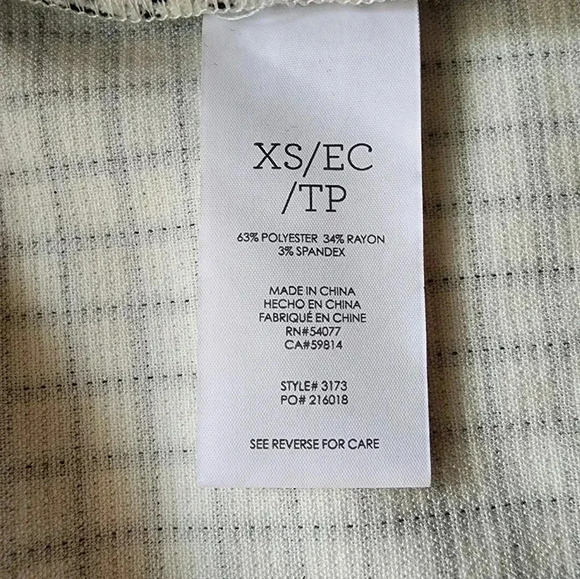 XS/EC
/TP
63% POLYESTER 34% RAYON
3% SPANDEX
MADE IN CHINA
HECHO EN CHINA
FABRIQUÉ EN CHINE
RN#54077
CA#59814
STYLE# 3173
PO# 216018
SEE REVERSE FOR CARE